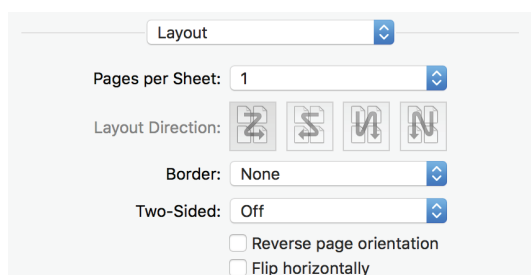 Layout
Pages per Sheet: 1
Layout Direction:
Border: None
Two-Sided: Off
Reverse page orientation
Flip horizontally